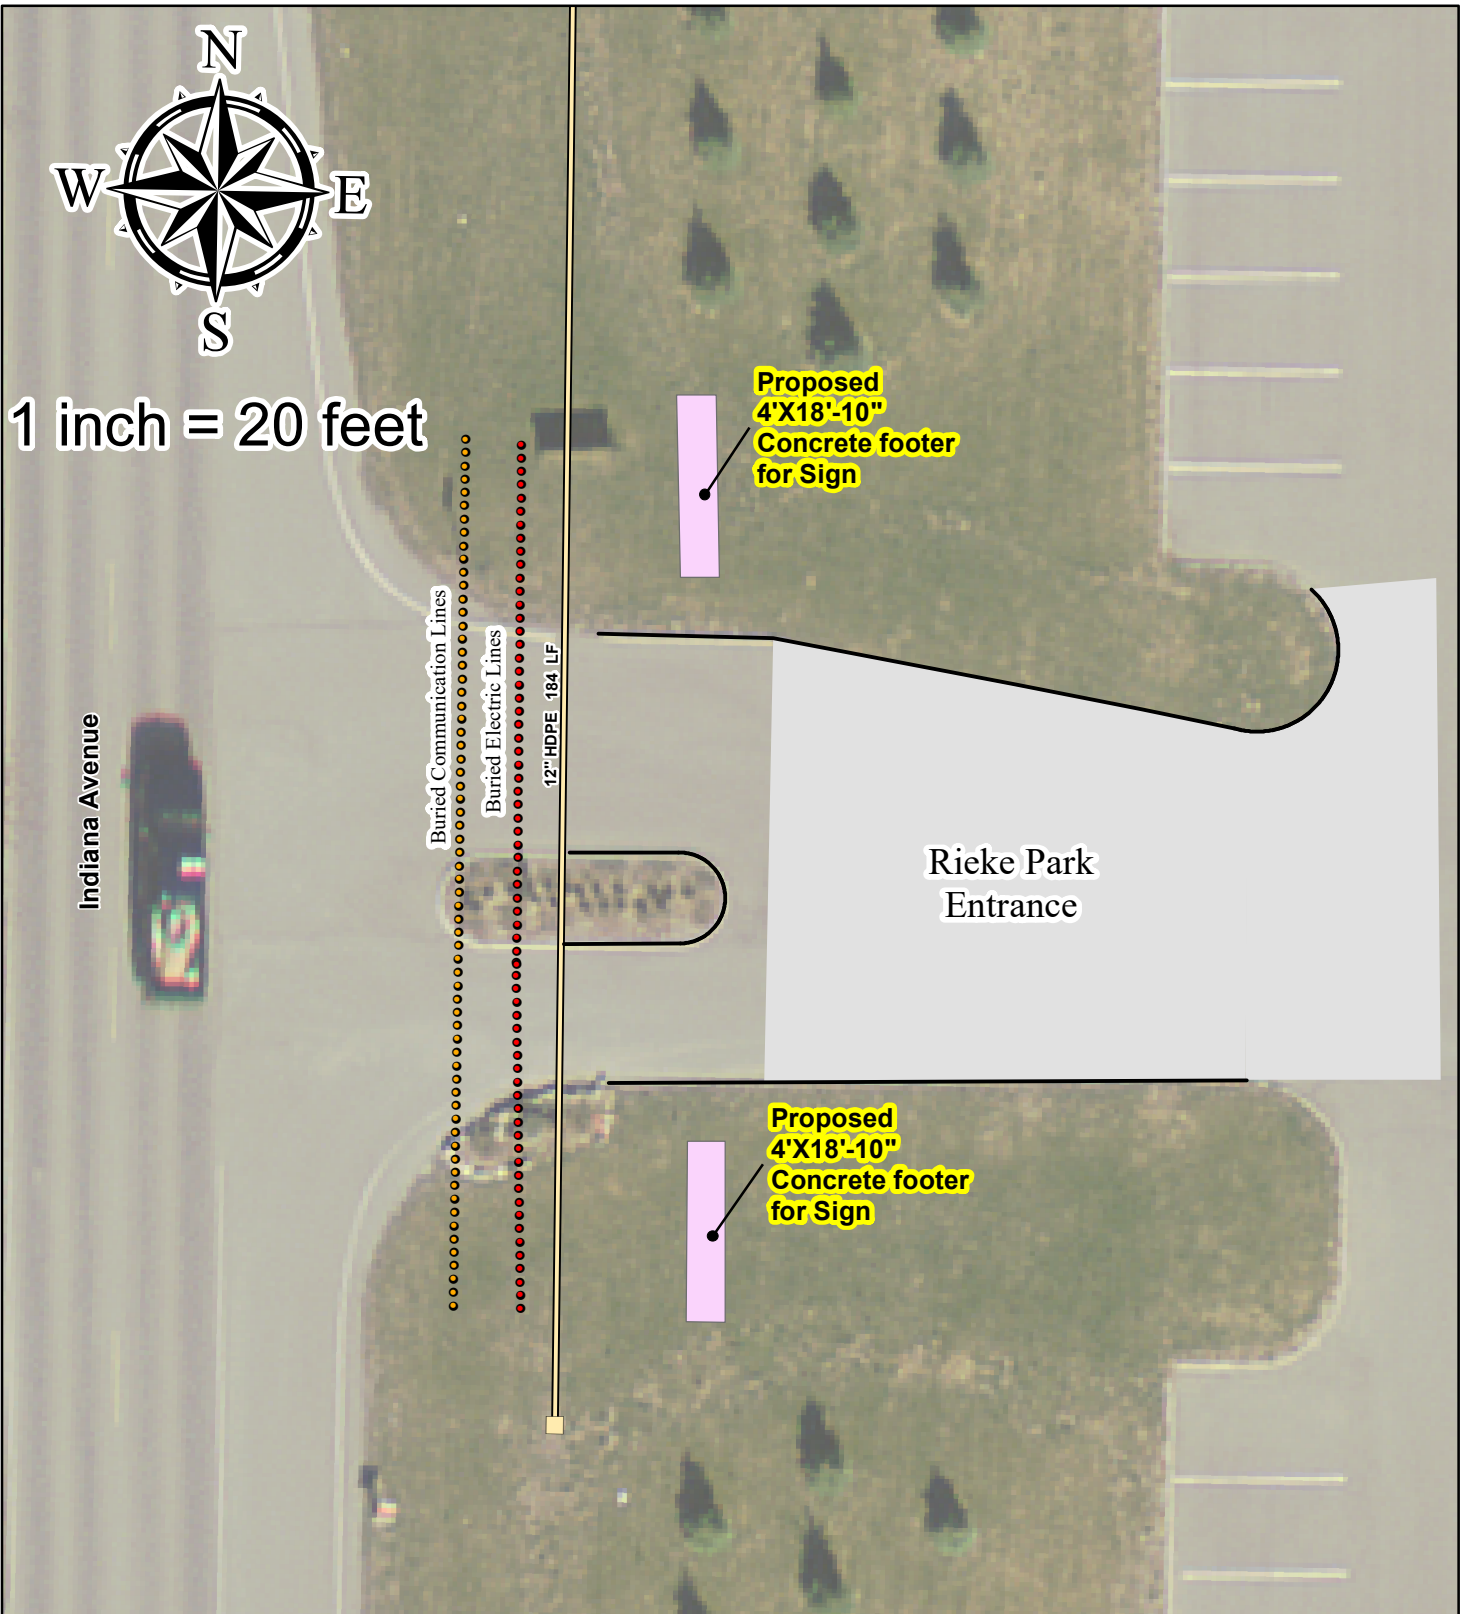 N
W
E
S
1 inch = 20 feet
Proposed
4'X18'-10"
Concrete footer
for Sign
Buried Communication Lines
Buried Electric Lines
12" HDPE 184 LF
Indiana Avenue
Rieke Park
Entrance
Proposed
4'X18'-10"
Concrete footer
for Sign